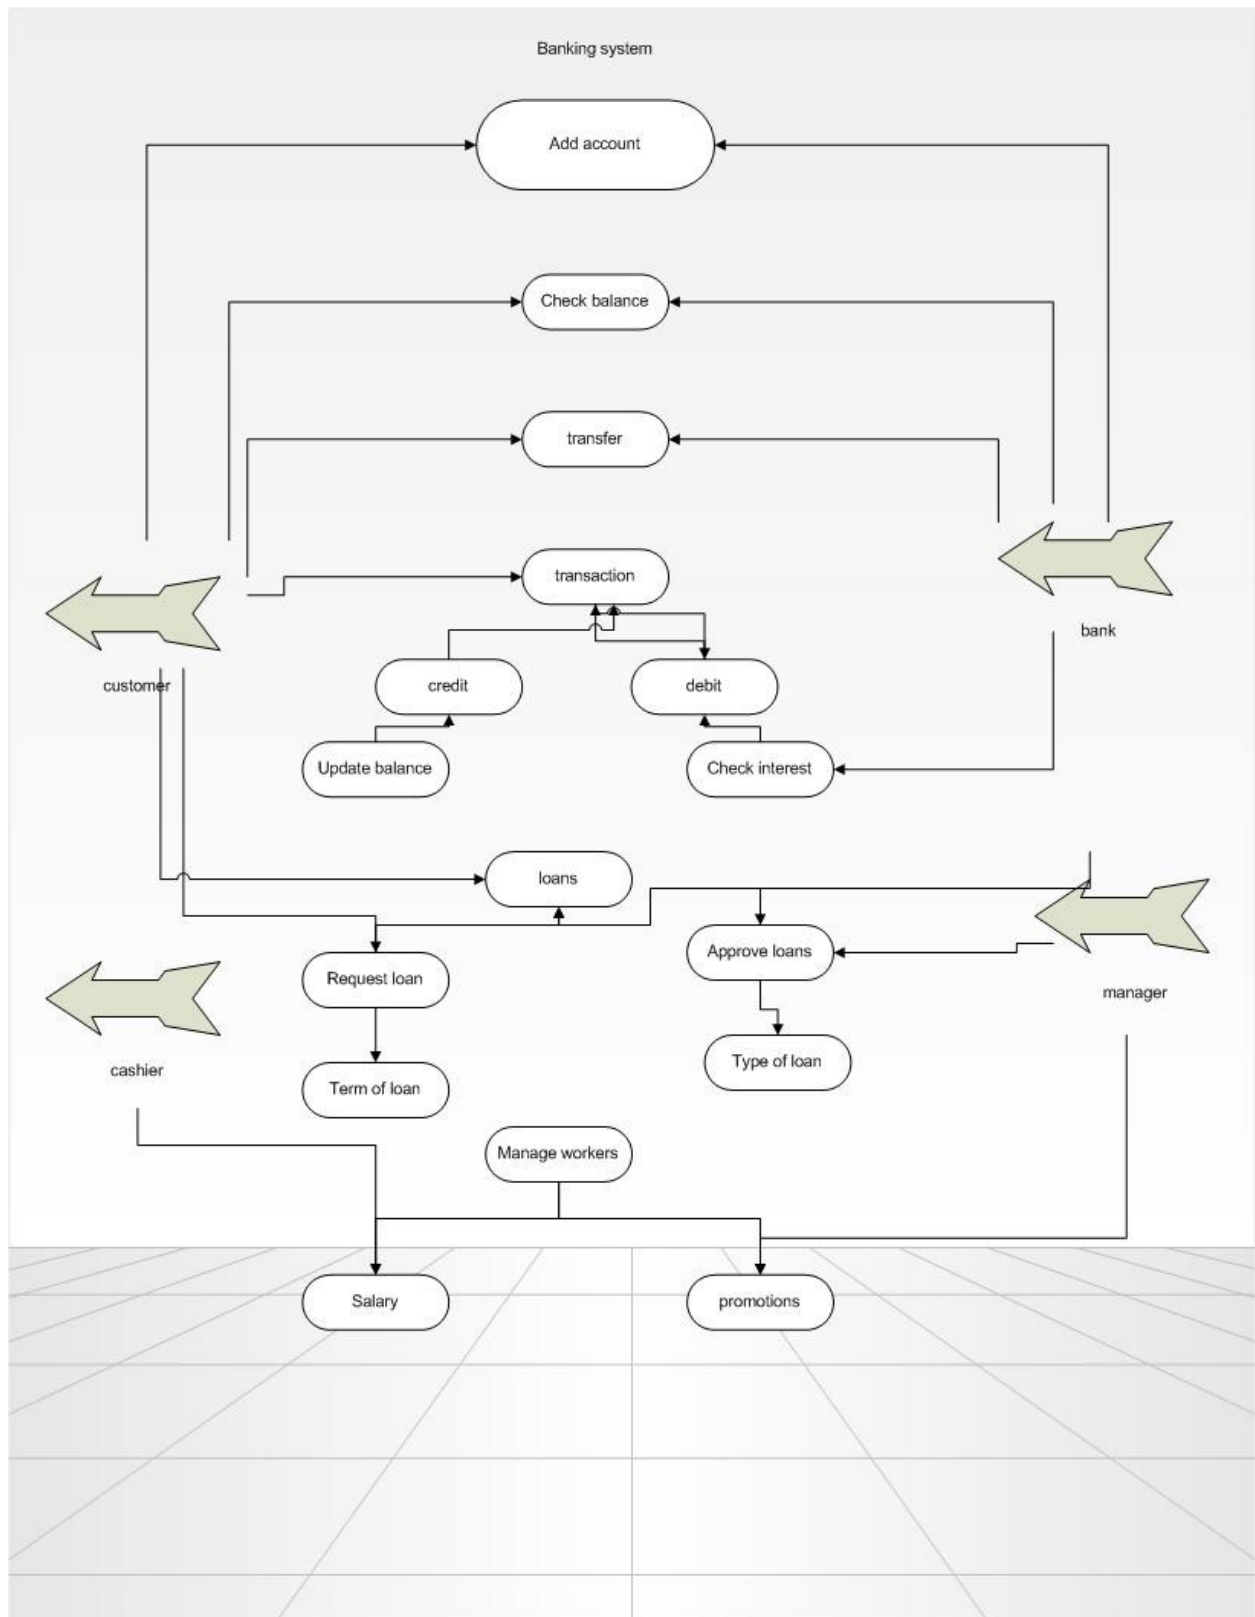 Banking system
Add account
Check balance
transfer
transaction
bank
customer
credit
debit
Update balance
Check interest
loans
Approve loans
Request loan
manager
cashier
Type of loan
Term of loan
Manage workers
Salary
promotions